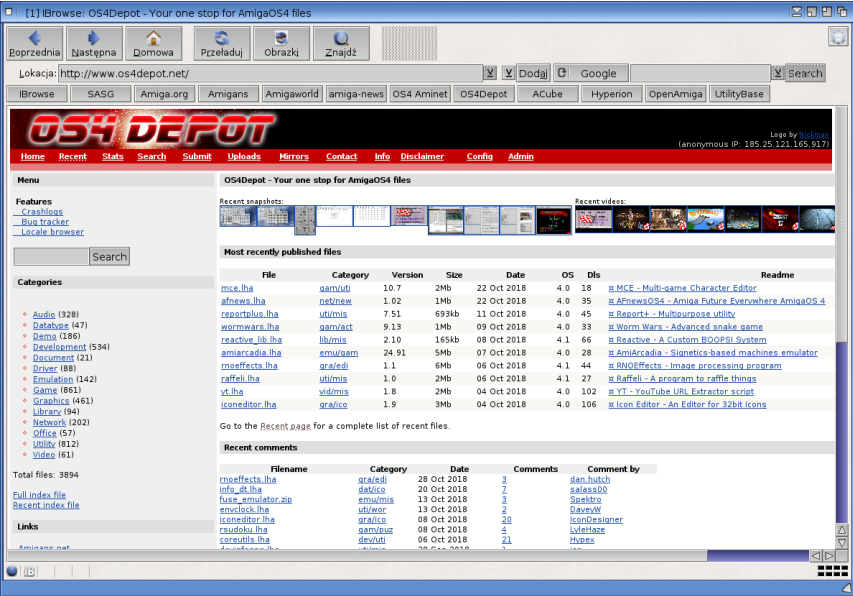 [1] IBrowse: OS4Depot - Your one stop for AmigaOS4 files
Poprzednia Następna Domowa Przeładuj Obrazki Znajdź
Lokacja: http://www.os4depot.net/ Dodaj Google Search
IBrowse SASG Amiga.org Amigans Amigaworld amiga-news OS4 Aminet OS4Depot ACube Hyperion OpenAmiga UtilityBase
OS4 DEPOT
Logo by Nickman
(anonymous IP: 185.25.121.165,917)
Home Recent Stats Search Submit Uploads Mirrors Contact Info Disclaimer Config Admin
Menu
Features
Crashlogs
Bug tracker
Locale browser
Search
Categories
Audio (328)
Datatype (47)
Demo (186)
Development (534)
Document (21)
Driver (88)
Emulation (142)
Game (861)
Graphics (461)
Library (94)
Network (202)
Office (57)
Utility (812)
Video (61)
Total files: 3894
Full index file
Recent index file
Links
Amigans.net
OS4Depot - Your one stop for AmigaOS4 files
Recent snapshots: Recent videos:
Most recently published files
File Category Version Size Date OS Dls Readme
mce.lha gam/uti 10.7 2Mb 22 Oct 2018 4.0 18 ¤ MCE - Multi-game Character Editor
afnews.lha net/new 1.02 1Mb 22 Oct 2018 4.0 35 ¤ AFnewsOS4 - Amiga Future Everywhere AmigaOS 4
reportplus.lha uti/mis 7.51 693kb 11 Oct 2018 4.0 45 ¤ Report+ - Multipurpose utility
wormwars.lha gam/act 9.13 1Mb 09 Oct 2018 4.0 33 ¤ Worm Wars - Advanced snake game
reactive_lib.lha lib/mis 2.10 165kb 08 Oct 2018 4.1 66 ¤ Reactive - A Custom BOOPSI System
amiarcadia.lha emu/gam 24.91 5Mb 07 Oct 2018 4.0 28 ¤ AmiArcadia - Signetics-based machines emulator
rnoeffects.lha gra/edi 1.1 6Mb 06 Oct 2018 4.1 44 ¤ RNOEffects - Image processing program
raffeli.lha uti/mis 1.0 2Mb 06 Oct 2018 4.1 27 ¤ Raffeli - A program to raffle things
yt.lha vid/mis 1.8 2Mb 04 Oct 2018 4.0 102 ¤ YT - YouTube URL Extractor script
iconeditor.lha gra/ico 1.9 3Mb 04 Oct 2018 4.0 106 ¤ Icon Editor - An Editor for 32bit Icons
Go to the Recent page for a complete list of recent files.
Recent comments
Filename Category Date Comments Comment by
rnoeffects.lha gra/edi 28 Oct 2018 3 dan.hutch
info_dt.lha dat/ico 20 Oct 2018 7 salass00
fuse_emulator.zip emu/mis 13 Oct 2018 3 Spektro
envclock.lha uti/wor 13 Oct 2018 2 DaveyW
iconeditor.lha gra/ico 08 Oct 2018 20 IconDesigner
rsudoku.lha gam/puz 08 Oct 2018 4 LyleHaze
coreutils.lha dev/uti 06 Oct 2018 21 Hypex